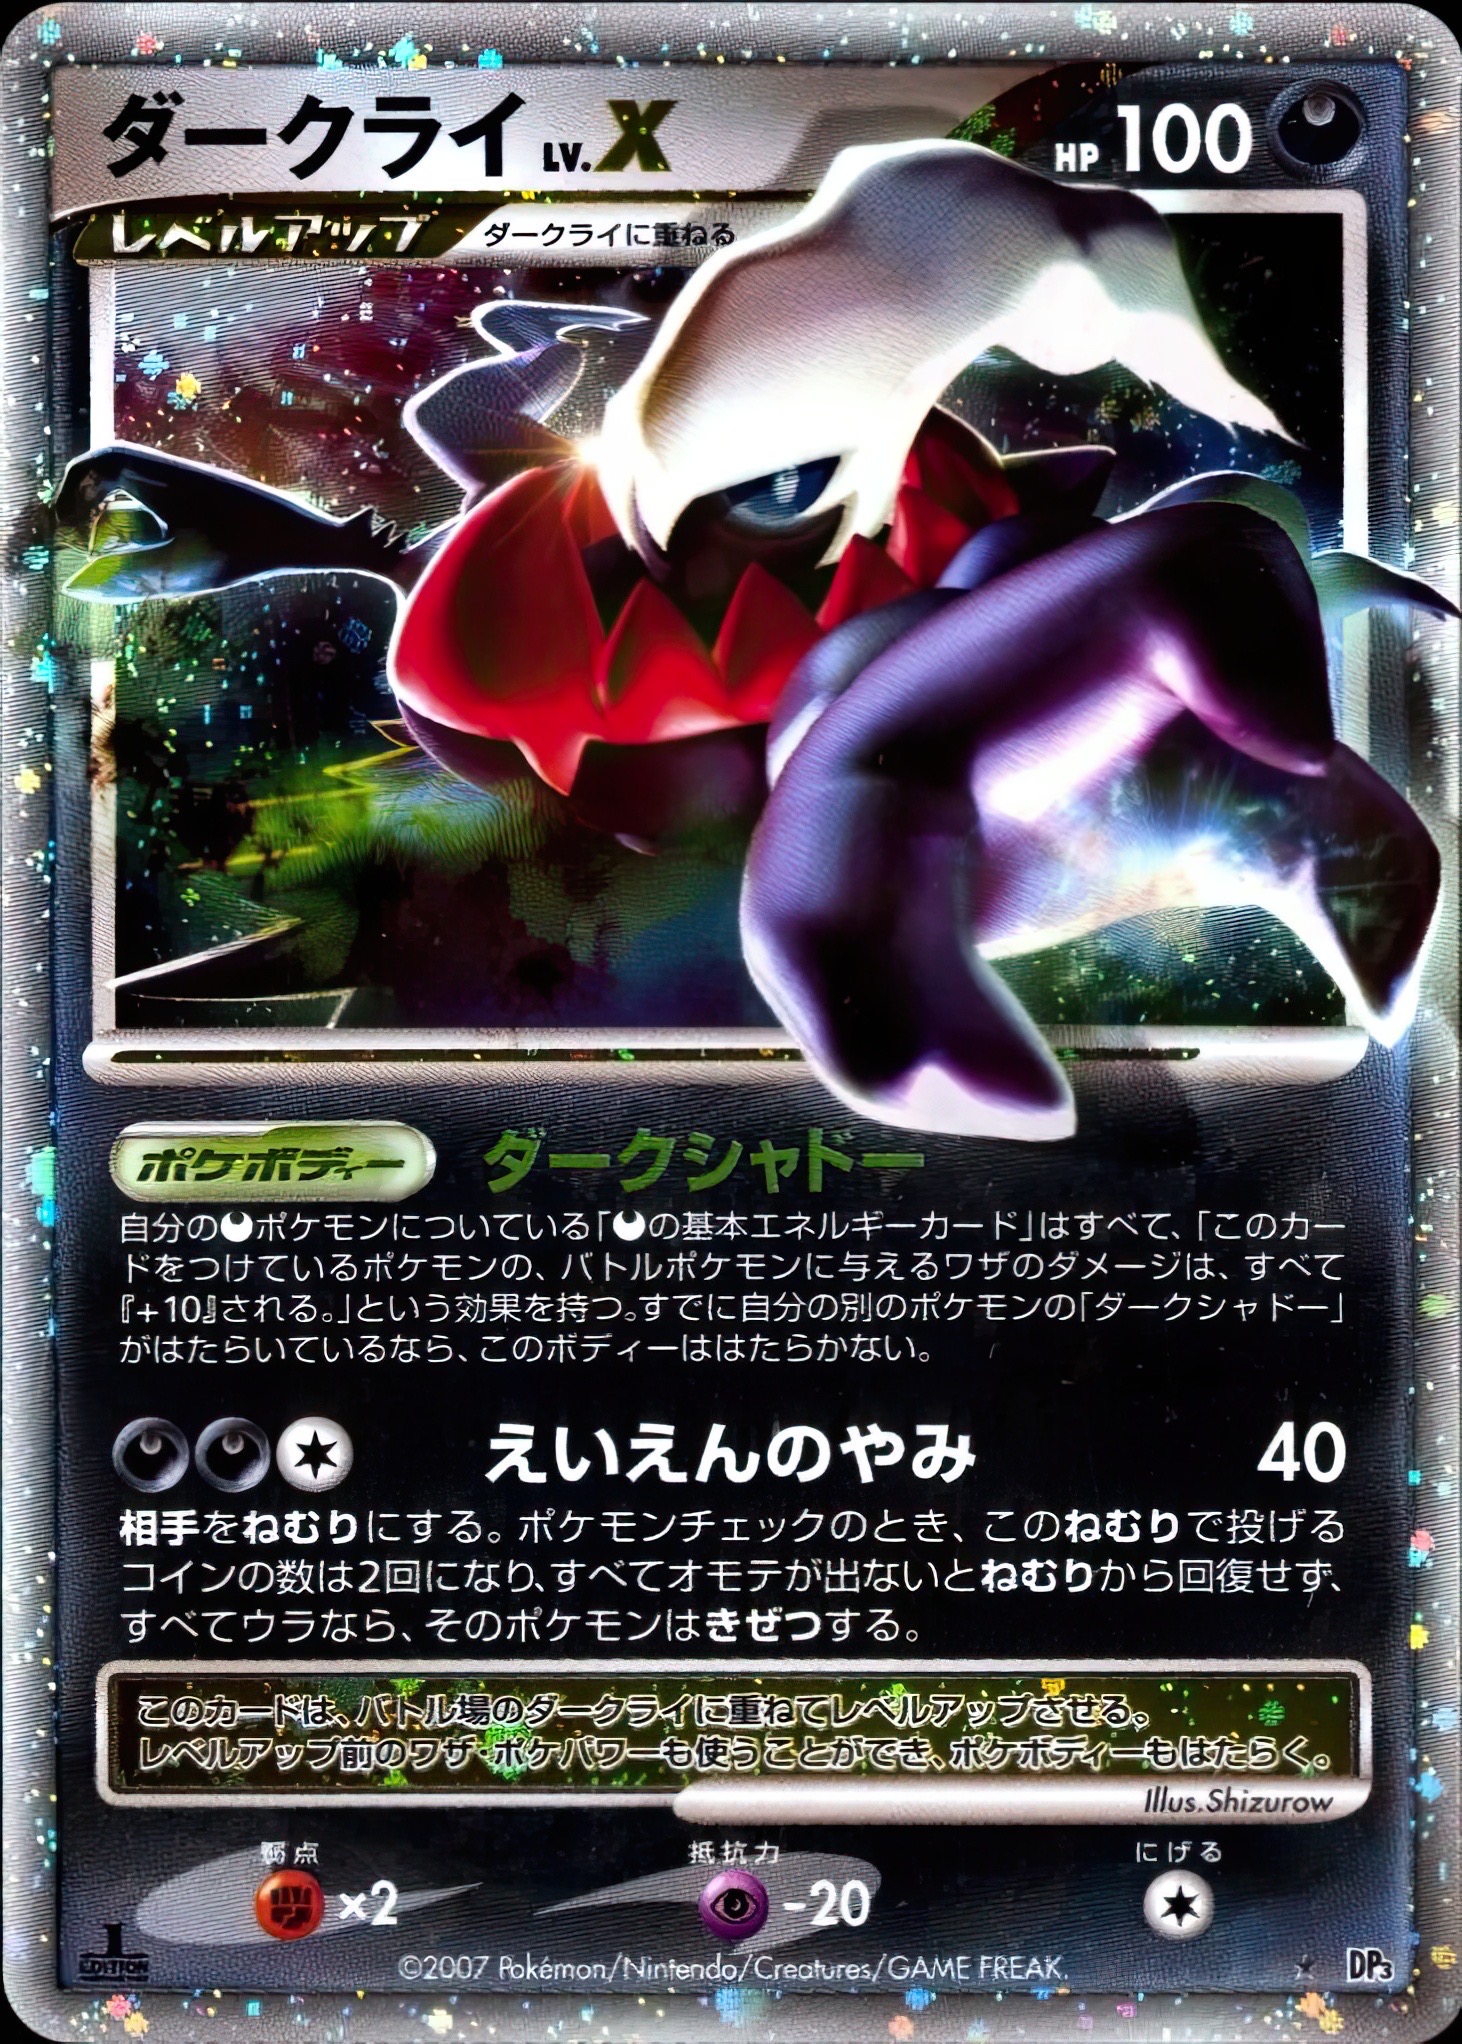 ダークライ LV.X HP 100
レベルアップ ダークライに重ねる
ポケボディー ダークシャドー
自分のポケモンについている「の基本エネルギーカード」はすべて、「このカー
ドをつけているポケモンの、バトルポケモンに与えるワザのダメージは、すべて
『+10』される。」という効果を持つ。すでに自分の別のポケモンの「ダークシャドー」
がはたらいているなら、このボディーははたらかない。
えいえんのやみ 40
相手をねむりにする。ポケモンチェックのとき、このねむりで投げる
コインの数は2回になり、すべてオモテが出ないとねむりから回復せず、
すべてウラなら、そのポケモンはきぜつする。
このカードは、バトル場のダークライに重ねてレベルアップさせる。
レベルアップ前のワザ・ポケパワーも使うことができ、ポケボディーもはたらく。
Illus.Shizurow
弱点 抵抗力 にげる
×2 -20
1 EDITION ©2007 Pokémon/Nintendo/Creatures/GAME FREAK. ★ DP3